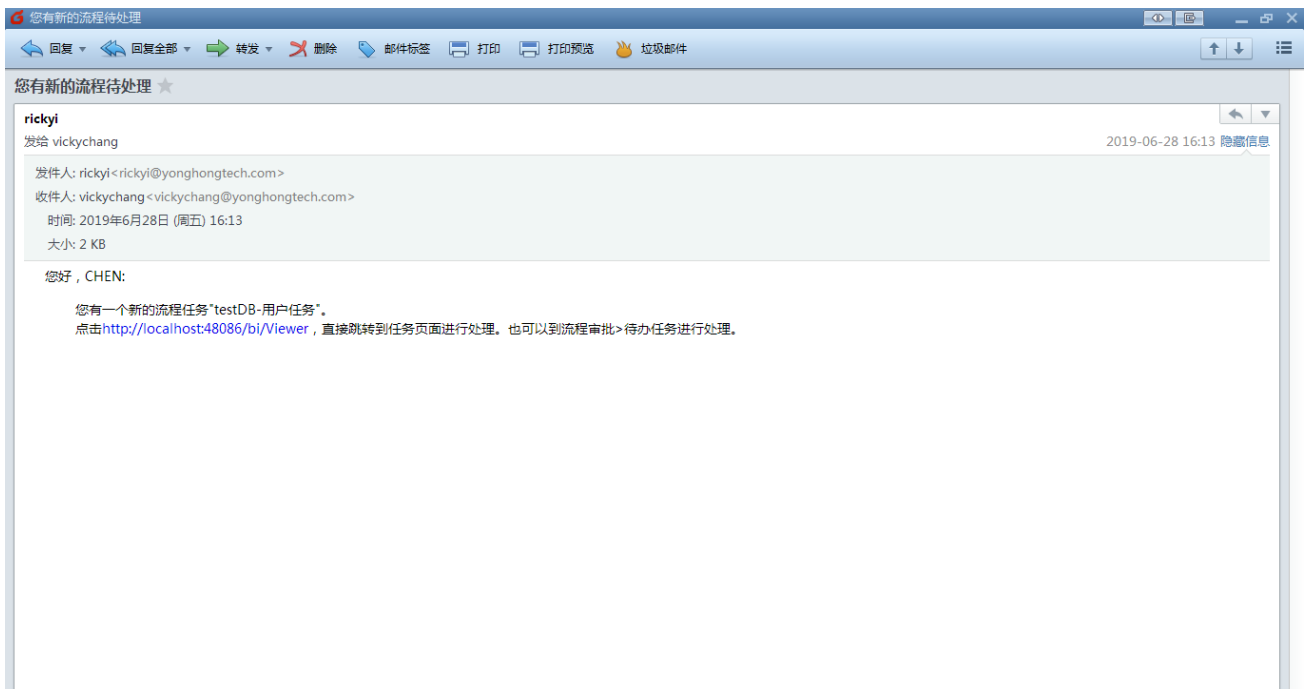 您有新的流程待处理
回复 回复全部 转发 删除 邮件标签 打印 打印预览 垃圾邮件
您有新的流程待处理
rickyi
发给 vickychang 2019-06-28 16:13 隐藏信息
发件人: rickyi<rickyi@yonghongtech.com>
收件人: vickychang<vickychang@yonghongtech.com>
时间: 2019年6月28日 (周五) 16:13
大小: 2 KB
您好，CHEN:
您有一个新的流程任务"testDB-用户任务"。
点击http://localhost:48086/bi/Viewer，直接跳转到任务页面进行处理。也可以到流程审批>待办任务进行处理。